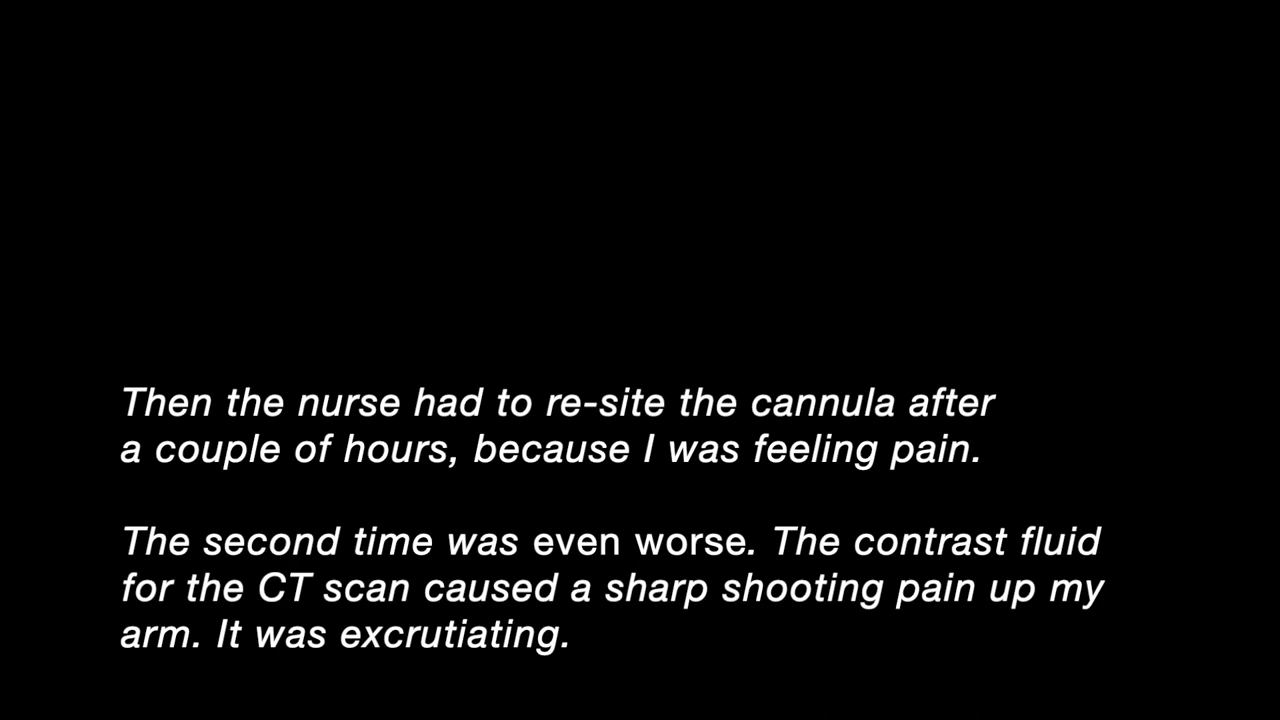 Then the nurse had to re-site the cannula after
a couple of hours, because I was feeling pain.
The second time was even worse. The contrast fluid
for the CT scan caused a sharp shooting pain up my
arm. It was excrutiating.